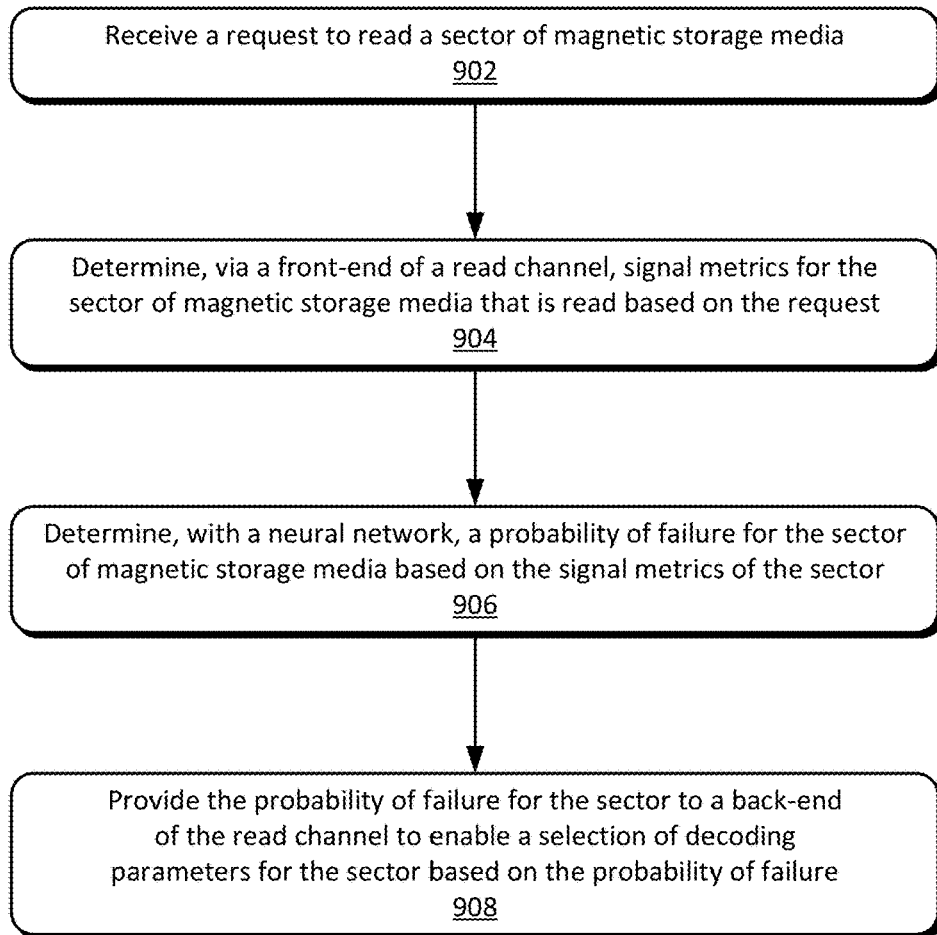 Receive a request to read a sector of magnetic storage media
902
Determine, via a front-end of a read channel, signal metrics for the
sector of magnetic storage media that is read based on the request
904
Determine, with a neural network, a probability of failure for the sector
of magnetic storage media based on the signal metrics of the sector
906
Provide the probability of failure for the sector to a back-end
of the read channel to enable a selection of decoding
parameters for the sector based on the probability of failure
908